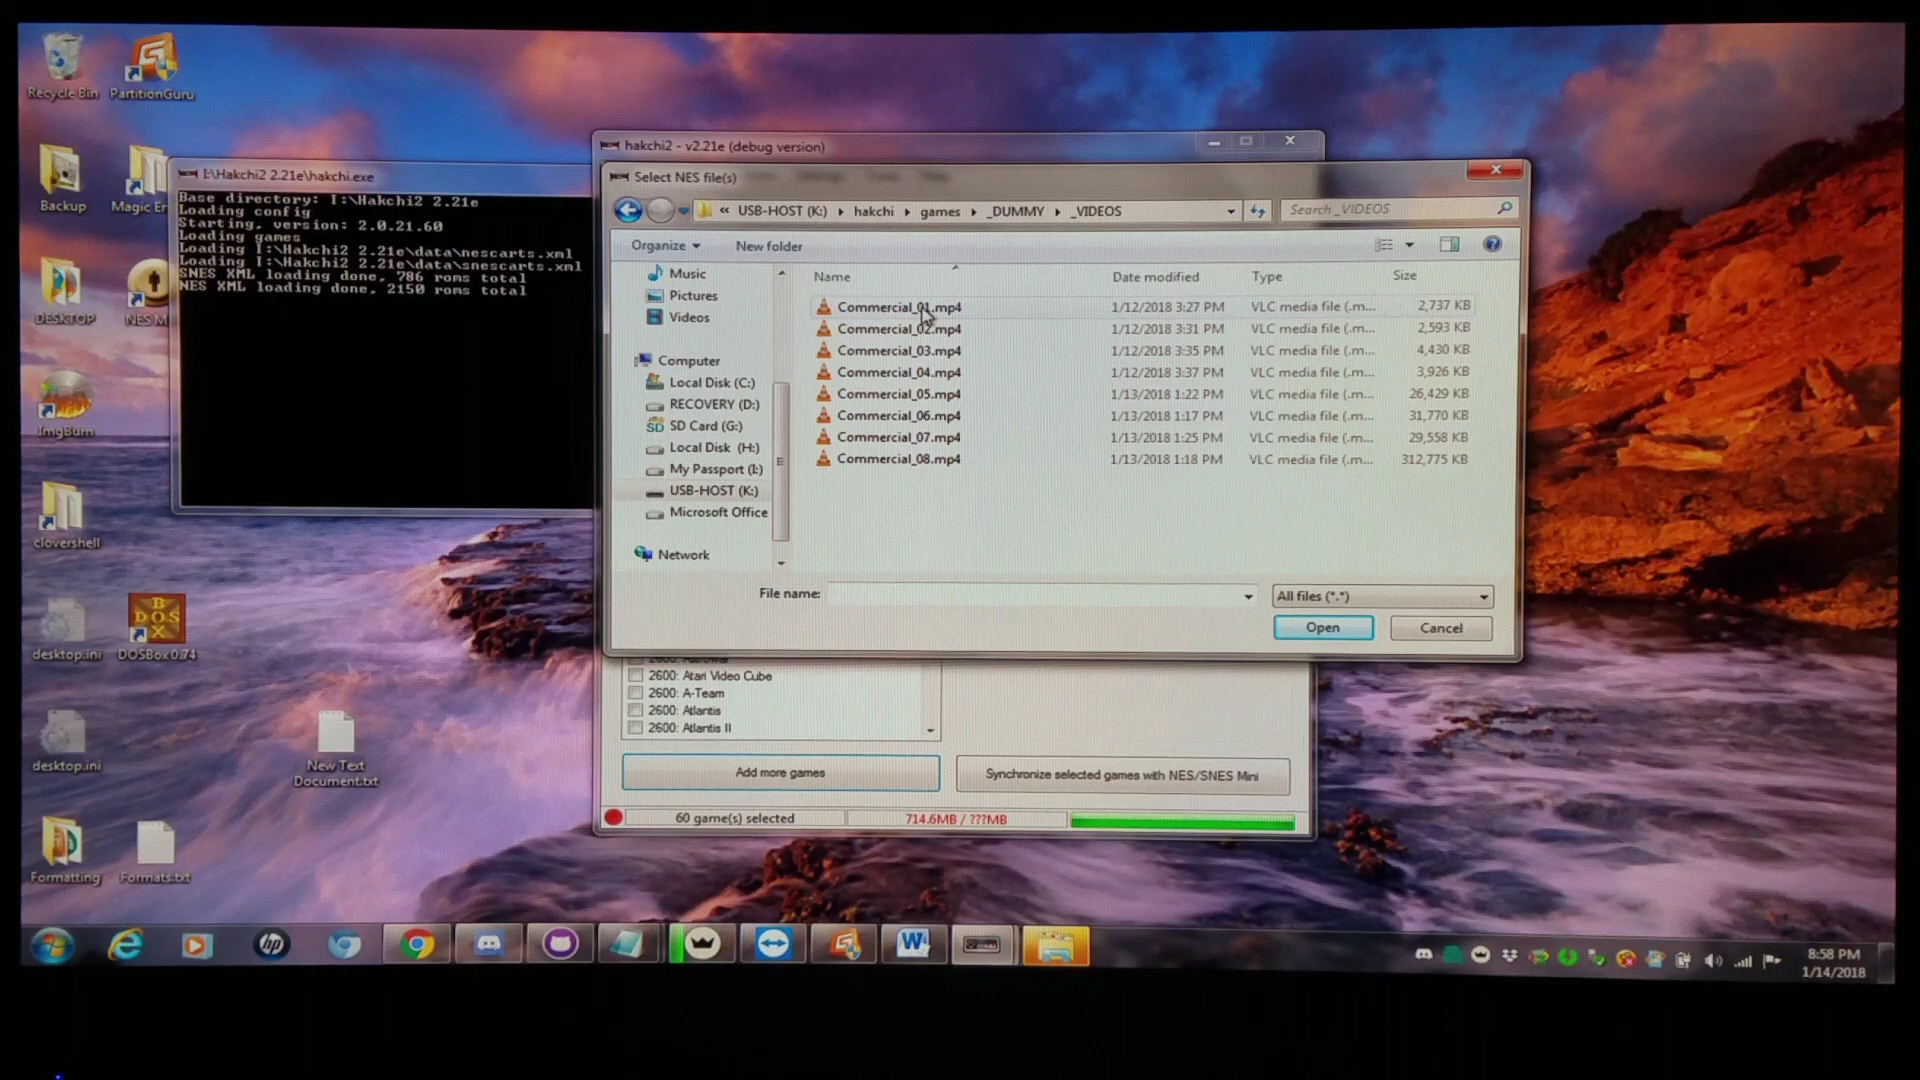 Recycle Bin
PartitionGuru
Backup
Magic En
DESKTOP
NES M
ImgBurn
clovershell
desktop.ini
DOSBox 0.74
desktop.ini
New Text
Document.txt
Formatting
Formats.txt
I:\Hakchi2 2.21e\hakchi.exe
Base directory: I:\Hakchi2 2.21e
Loading config
Starting, version: 2.0.21.60
Loading games
Loading I:\Hakchi2 2.21e\data\nescarts.xml
Loading I:\Hakchi2 2.21e\data\snescarts.xml
SNES XML loading done, 786 roms total
NES XML loading done, 2150 roms total
hakchi2 - v2.21e (debug version)
Select NES file(s)
« USB-HOST (K:) hakchi games _DUMMY _VIDEOS
Search _VIDEOS
Organize New folder
Music
Pictures
Videos
Computer
Local Disk (C:)
RECOVERY (D:)
SD Card (G:)
Local Disk (H:)
My Passport (I:)
USB-HOST (K:)
Microsoft Office
Network
Name Date modified Type Size
Commercial_01.mp4 1/12/2018 3:27 PM VLC media file (.m... 2,737 KB
Commercial_02.mp4 1/12/2018 3:31 PM VLC media file (.m... 2,593 KB
Commercial_03.mp4 1/12/2018 3:35 PM VLC media file (.m... 4,430 KB
Commercial_04.mp4 1/12/2018 3:37 PM VLC media file (.m... 3,926 KB
Commercial_05.mp4 1/13/2018 1:22 PM VLC media file (.m... 26,429 KB
Commercial_06.mp4 1/13/2018 1:17 PM VLC media file (.m... 31,770 KB
Commercial_07.mp4 1/13/2018 1:25 PM VLC media file (.m... 29,558 KB
Commercial_08.mp4 1/13/2018 1:18 PM VLC media file (.m... 312,775 KB
File name:
All files (*.*)
Open Cancel
2600: Atari Video Cube
2600: A-Team
2600: Atlantis
2600: Atlantis II
Add more games
Synchronize selected games with NES/SNES Mini
60 game(s) selected
714.6MB / ???MB
8:58 PM
1/14/2018